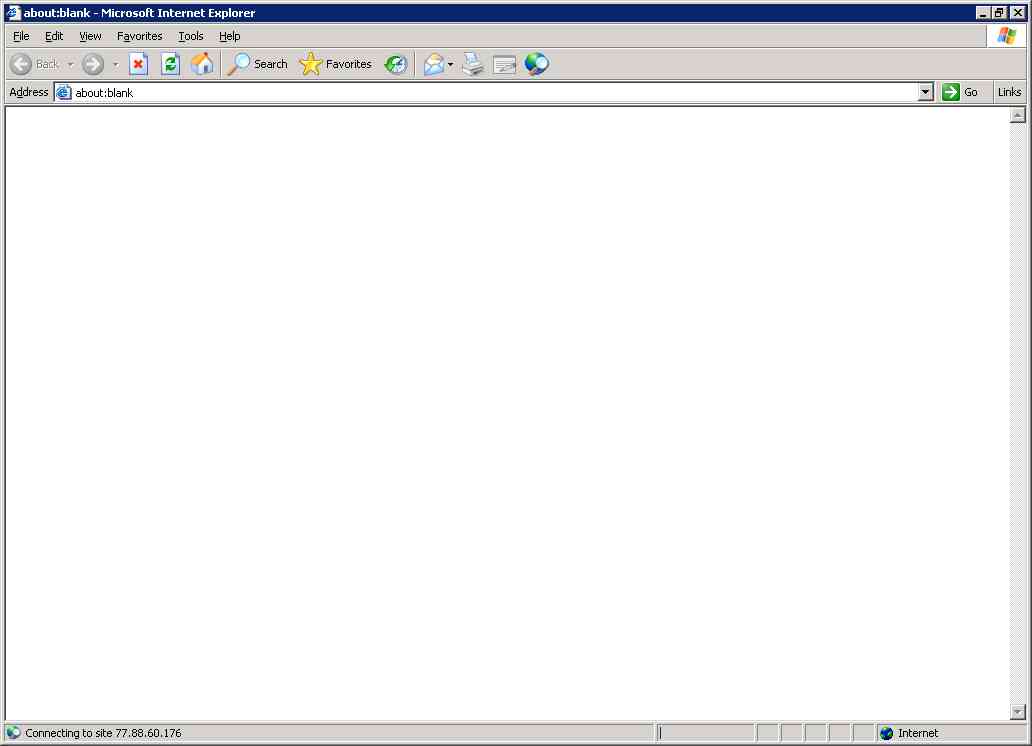 about:blank - Microsoft Internet Explorer
File Edit View Favorites Tools Help
Back Search Favorites
Address about:blank Go Links
Connecting to site 77.88.60.176 Internet